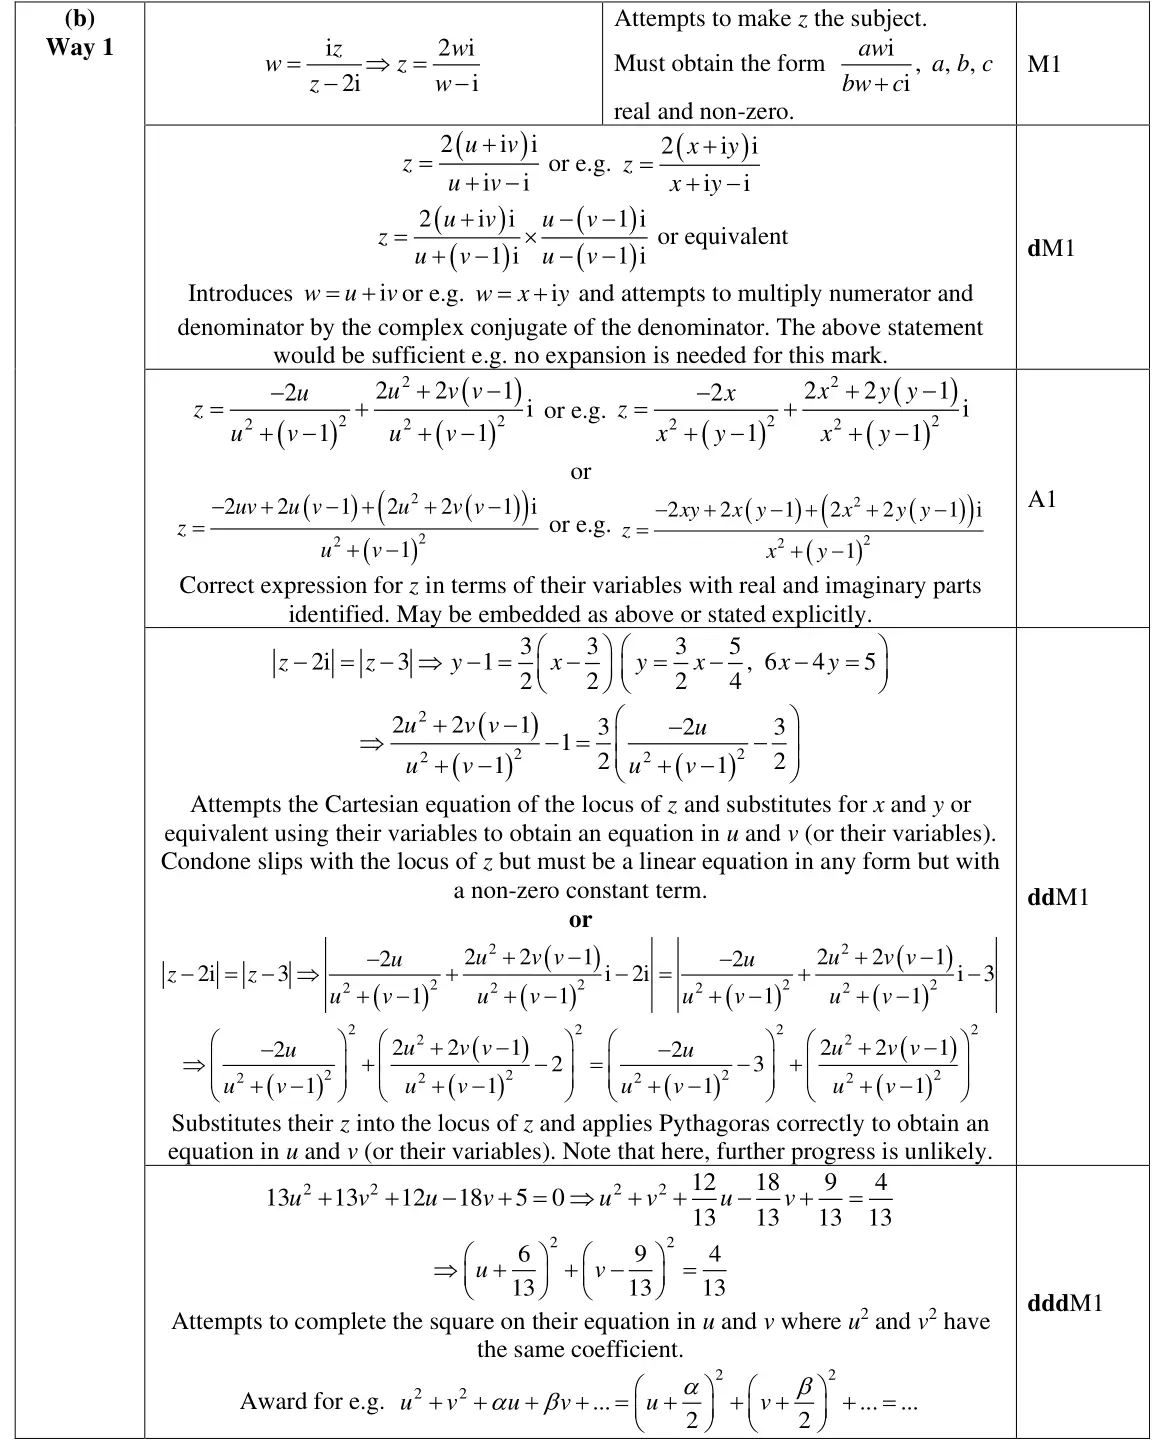 (b)
Way 1
w = iz/(z − 2i) ⇒ z = 2wi/(w − i)
Attempts to make z the subject.
Must obtain the form awi/(bw + ci), a, b, c
real and non-zero.
M1
z = 2(u + iv)i/(u + iv − i) or e.g. z = 2(x + iy)i/(x + iy − i)
z = 2(u + iv)i/(u + (v − 1)i) × (u − (v − 1)i)/(u − (v − 1)i) or equivalent
Introduces w = u + iv or e.g. w = x + iy and attempts to multiply numerator and
denominator by the complex conjugate of the denominator. The above statement
would be sufficient e.g. no expansion is needed for this mark.
dM1
z = −2u/(u² + (v − 1)²) + (2u² + 2v(v − 1))/(u² + (v − 1)²) i or e.g. z = −2x/(x² + (y − 1)²) + (2x² + 2y(y − 1))/(x² + (y − 1)²) i
or
z = (−2uv + 2u(v − 1) + (2u² + 2v(v − 1))i)/(u² + (v − 1)²) or e.g. z = (−2xy + 2x(y − 1) + (2x² + 2y(y − 1))i)/(x² + (y − 1)²)
Correct expression for z in terms of their variables with real and imaginary parts
identified. May be embedded as above or stated explicitly.
A1
|z − 2i| = |z − 3| ⇒ y − 1 = 3/2 (x − 3/2) (y = 3/2 x − 5/4, 6x − 4y = 5)
⇒ (2u² + 2v(v − 1))/(u² + (v − 1)²) − 1 = 3/2 (−2u/(u² + (v − 1)²) − 3/2)
Attempts the Cartesian equation of the locus of z and substitutes for x and y or
equivalent using their variables to obtain an equation in u and v (or their variables).
Condone slips with the locus of z but must be a linear equation in any form but with
a non-zero constant term.
or
|z − 2i| = |z − 3| ⇒ |−2u/(u² + (v − 1)²) + (2u² + 2v(v − 1))/(u² + (v − 1)²) i − 2i| = |−2u/(u² + (v − 1)²) + (2u² + 2v(v − 1))/(u² + (v − 1)²) i − 3|
⇒ (−2u/(u² + (v − 1)²))² + ((2u² + 2v(v − 1))/(u² + (v − 1)²) − 2)² = (−2u/(u² + (v − 1)²) − 3)² + ((2u² + 2v(v − 1))/(u² + (v − 1)²))²
Substitutes their z into the locus of z and applies Pythagoras correctly to obtain an
equation in u and v (or their variables). Note that here, further progress is unlikely.
ddM1
13u² + 13v² + 12u − 18v + 5 = 0 ⇒ u² + v² + 12/13 u − 18/13 v + 9/13 = 4/13
⇒ (u + 6/13)² + (v − 9/13)² = 4/13
Attempts to complete the square on their equation in u and v where u² and v² have
the same coefficient.
Award for e.g. u² + v² + αu + βv + ... = (u + α/2)² + (v + β/2)² + ... = ...
dddM1